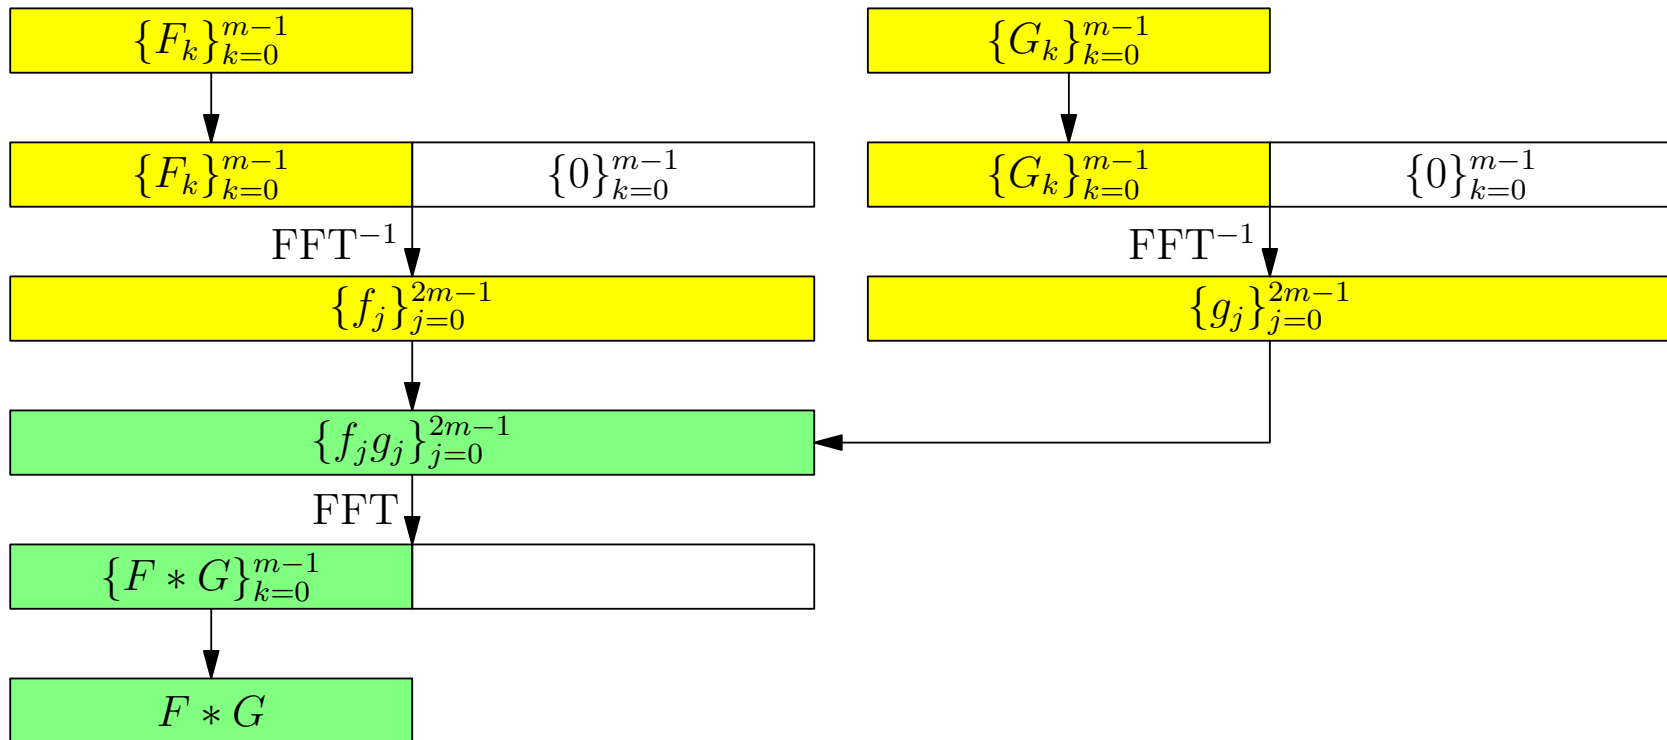 {F_k}_{k=0}^{m-1} {G_k}_{k=0}^{m-1}
{F_k}_{k=0}^{m-1} {0}_{k=0}^{m-1} {G_k}_{k=0}^{m-1} {0}_{k=0}^{m-1}
FFT^{-1} FFT^{-1}
{f_j}_{j=0}^{2m-1} {g_j}_{j=0}^{2m-1}
{f_j g_j}_{j=0}^{2m-1}
FFT
{F * G}_{k=0}^{m-1}
F * G